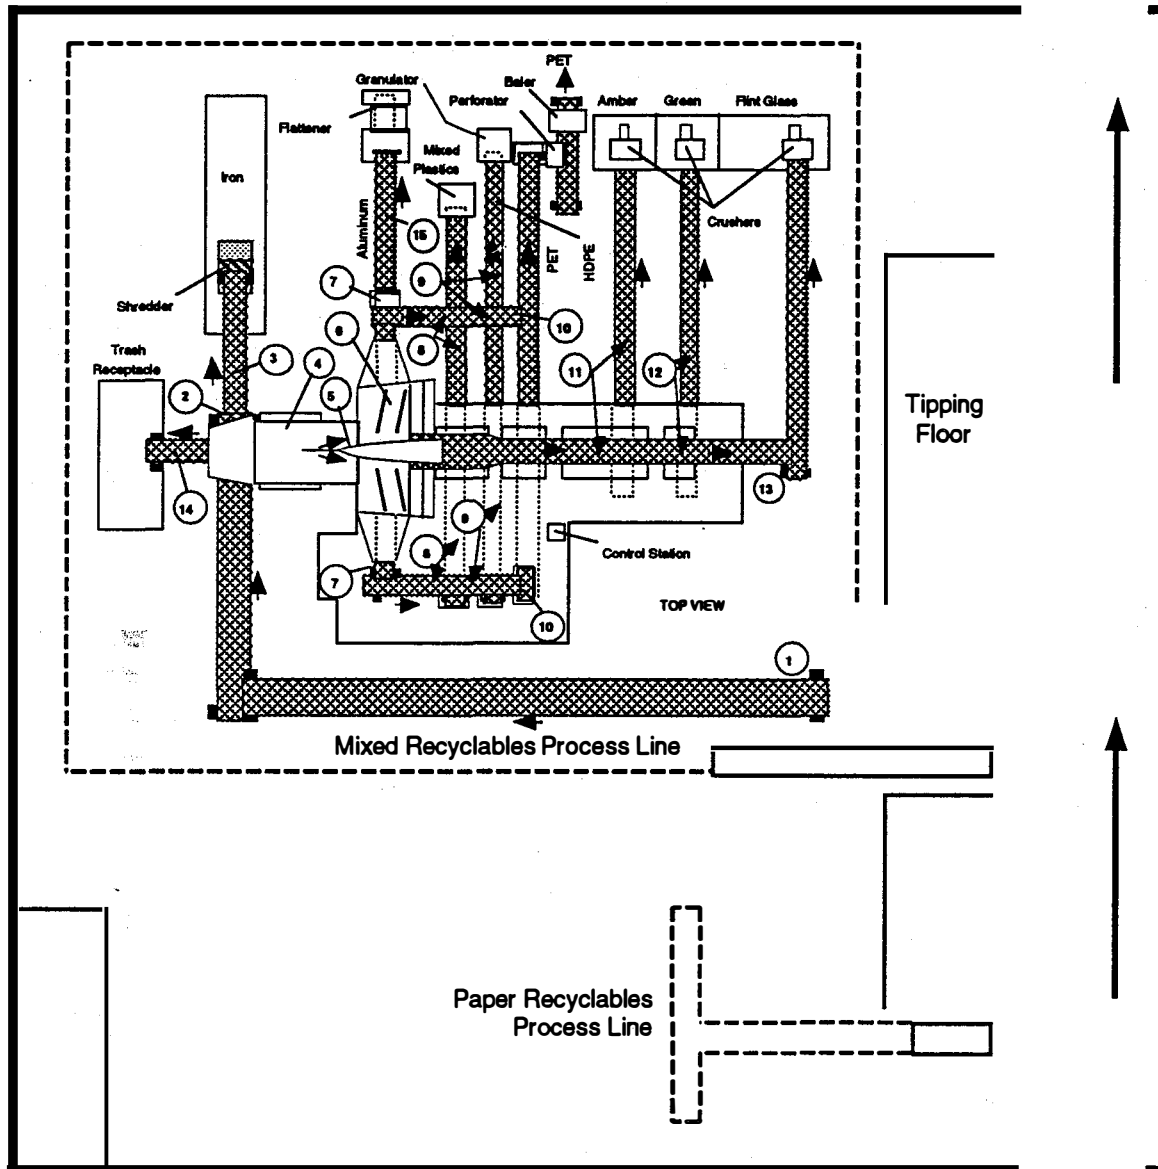 PET
Granulator
Baler
Perforator
Amber
Green
Flint Glass
Flattener
Mixed
Plastics
Iron
Aluminum
15
Crushers
PET
HDPE
7
9
Shredder
6
10
8
Trash
Receptacle
3
4
11
12
2
5
Tipping
Floor
14
13
9
8
Control Station
7
10
TOP VIEW
1
Mixed Recyclables Process Line
Paper Recyclables
Process Line